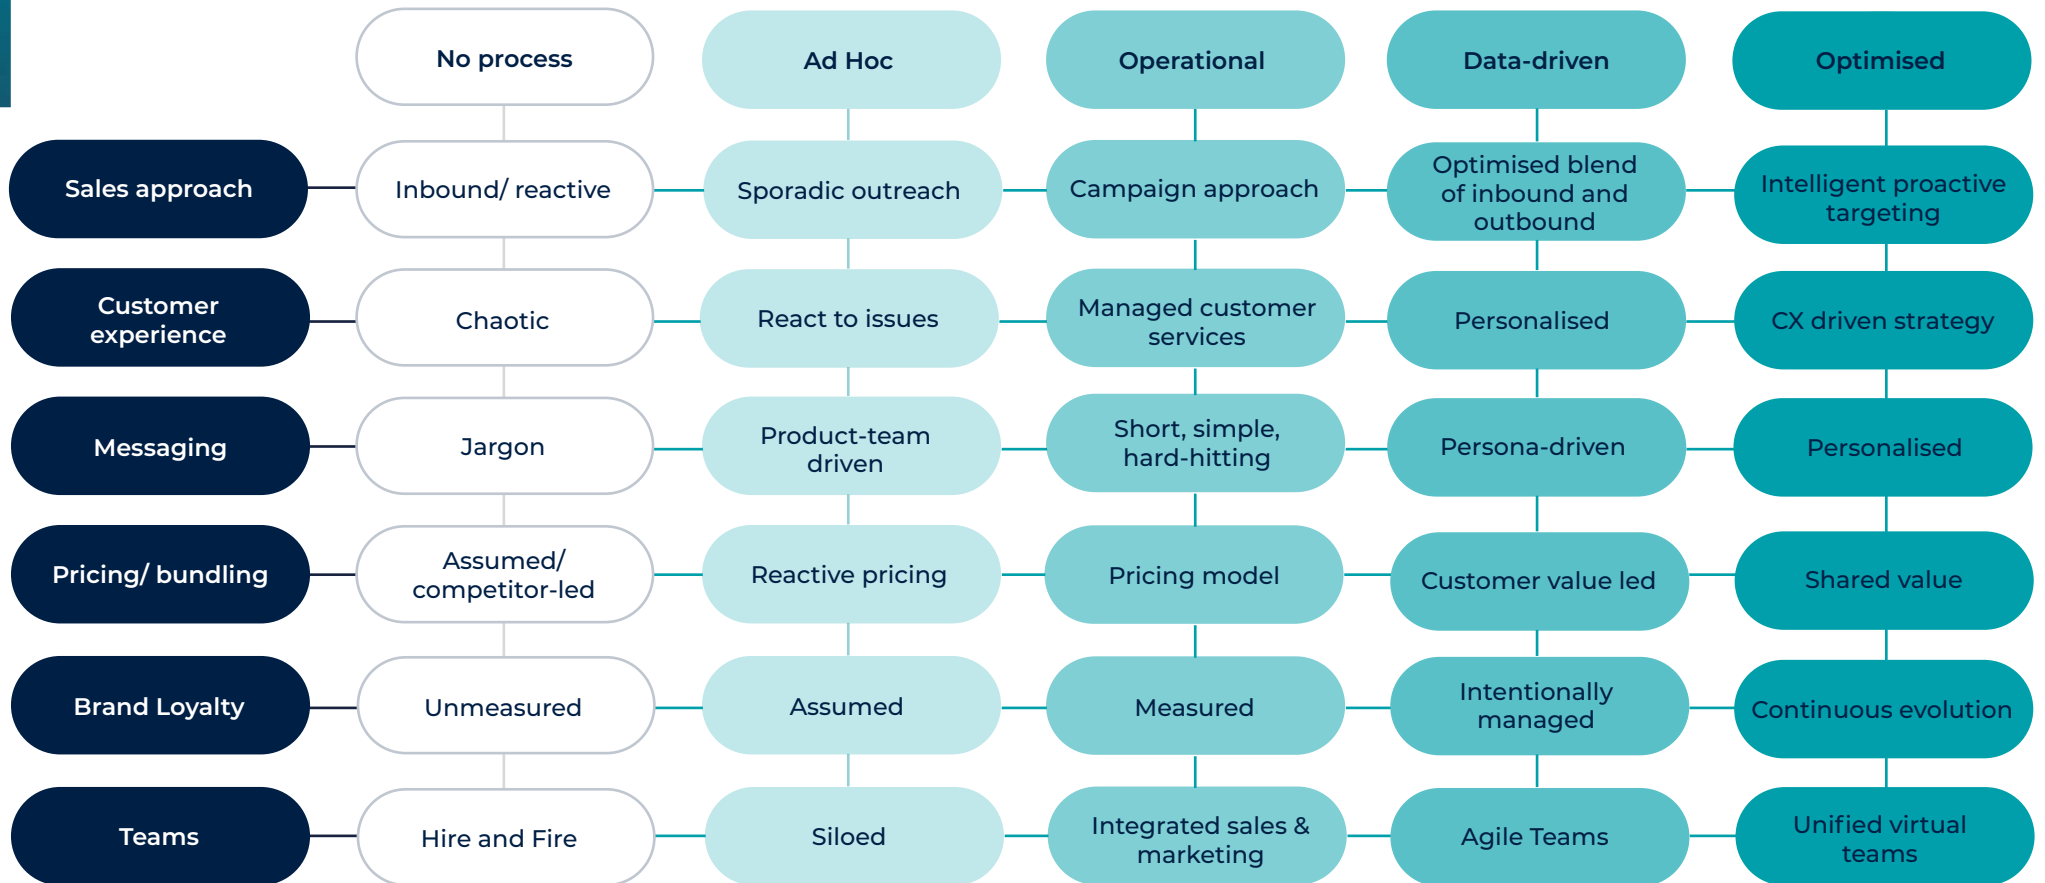 No process
Ad Hoc
Operational
Data-driven
Optimised
Sales approach
Inbound/ reactive
Sporadic outreach
Campaign approach
Optimised blend
of inbound and
outbound
Intelligent proactive
targeting
Customer
experience
Chaotic
React to issues
Managed customer
services
Personalised
CX driven strategy
Messaging
Jargon
Product-team
driven
Short, simple,
hard-hitting
Persona-driven
Personalised
Pricing/ bundling
Assumed/
competitor-led
Reactive pricing
Pricing model
Customer value led
Shared value
Brand Loyalty
Unmeasured
Assumed
Measured
Intentionally
managed
Continuous evolution
Teams
Hire and Fire
Siloed
Integrated sales &
marketing
Agile Teams
Unified virtual
teams